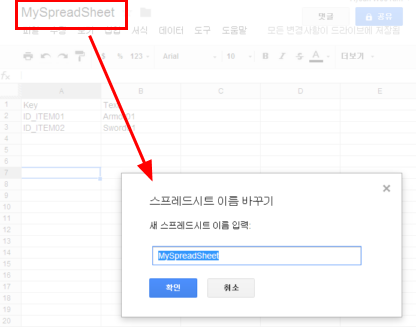 MySpreadSheet
댓글
공유
파일 수정 보기 삽입 서식 데이터 도구 도움말 모든 변경사항이 드라이브에 저장됨
$ % 123 Arial 10 B I S A 더보기
fx
A B C D E
1 Key Text
2 ID_ITEM01 Armor01
3 ID_ITEM02 Sword01
4
5
6
7
8
9
10
11
12
13
14
15
16
17
18
19
20
스프레드시트 이름 바꾸기
새 스프레드시트 이름 입력:
MySpreadSheet
확인 취소